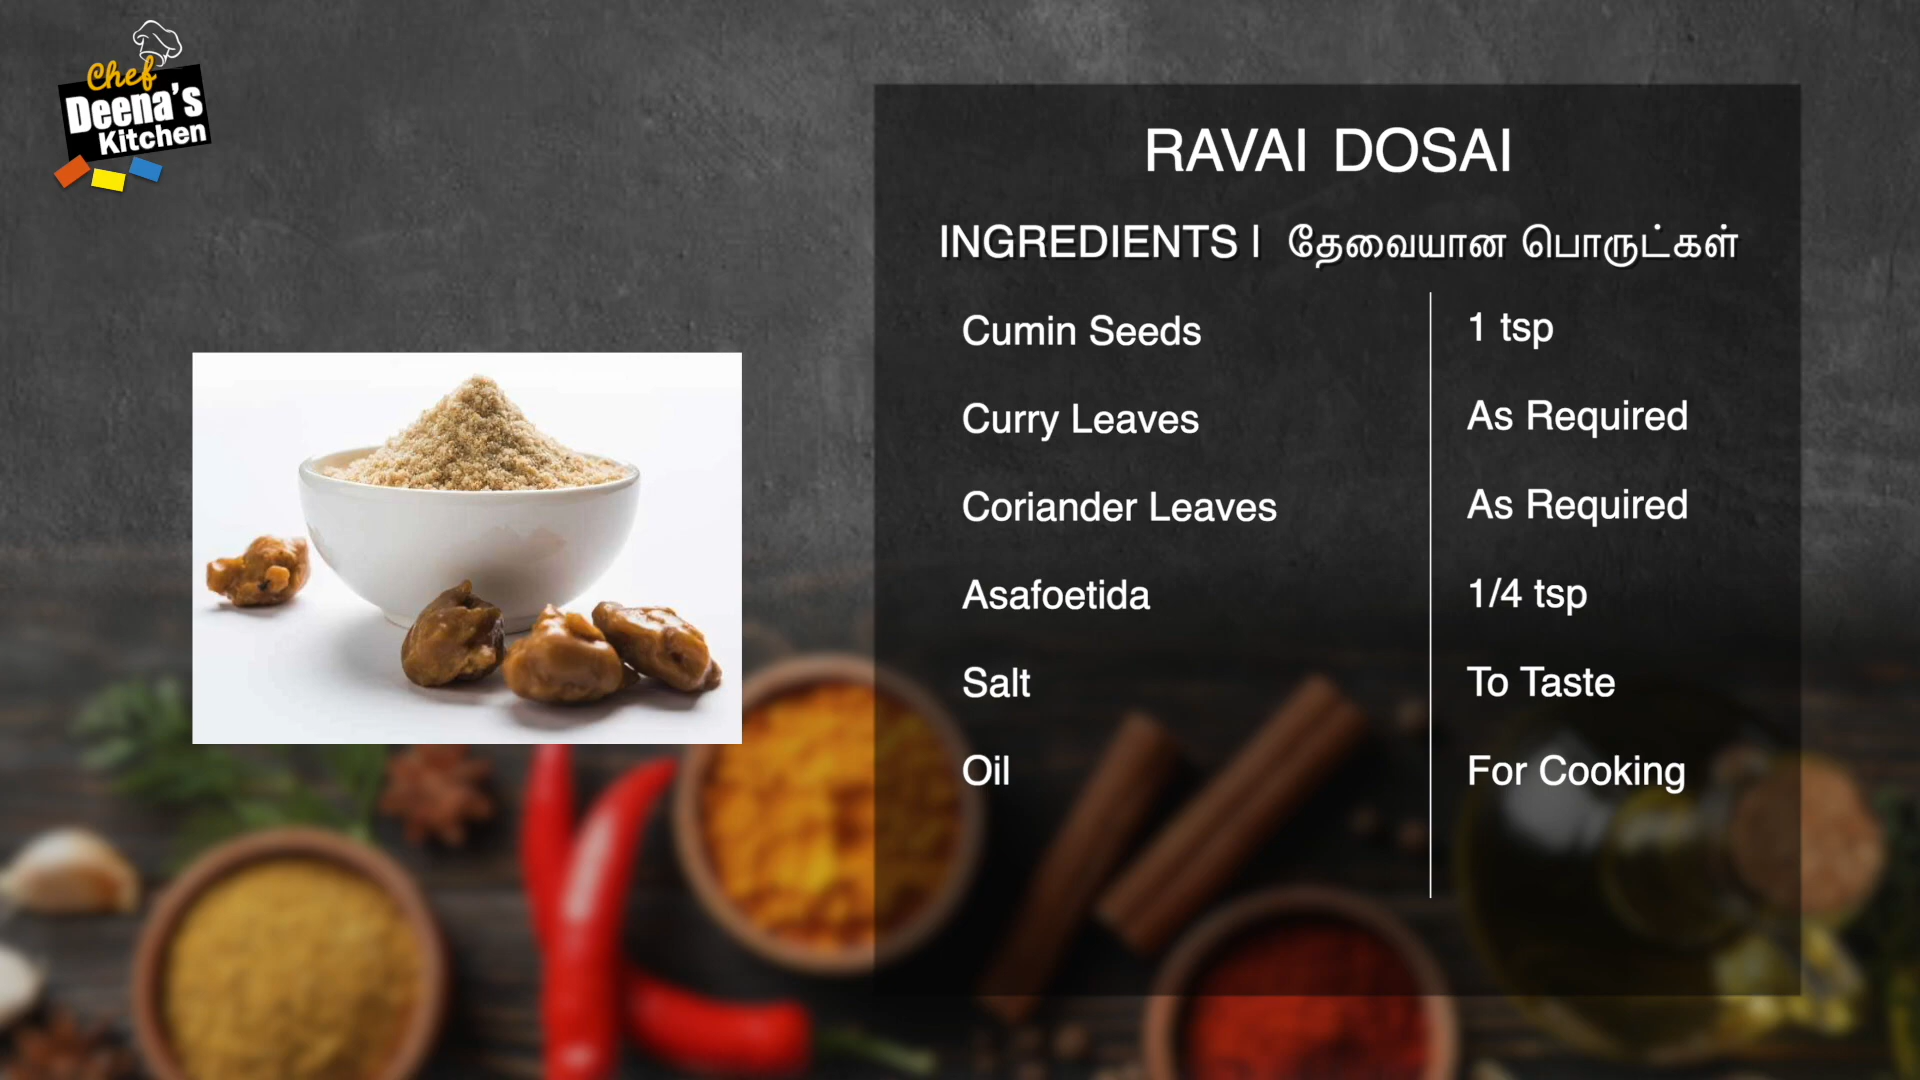 Chef
Deena's
Kitchen
RAVAI DOSAI
INGREDIENTS | தேவையான பொருட்கள்
Cumin Seeds 1 tsp
Curry Leaves As Required
Coriander Leaves As Required
Asafoetida 1/4 tsp
Salt To Taste
Oil For Cooking